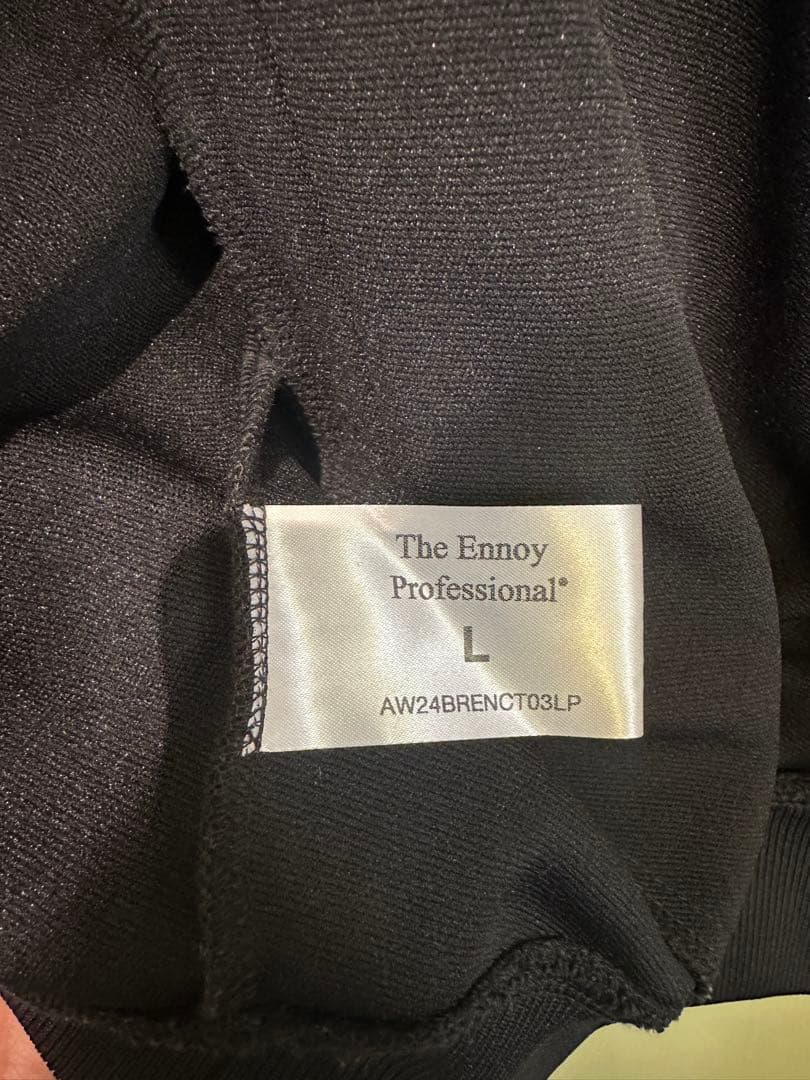 The Ennoy
Professional®
L
AW24BRENCT03LP